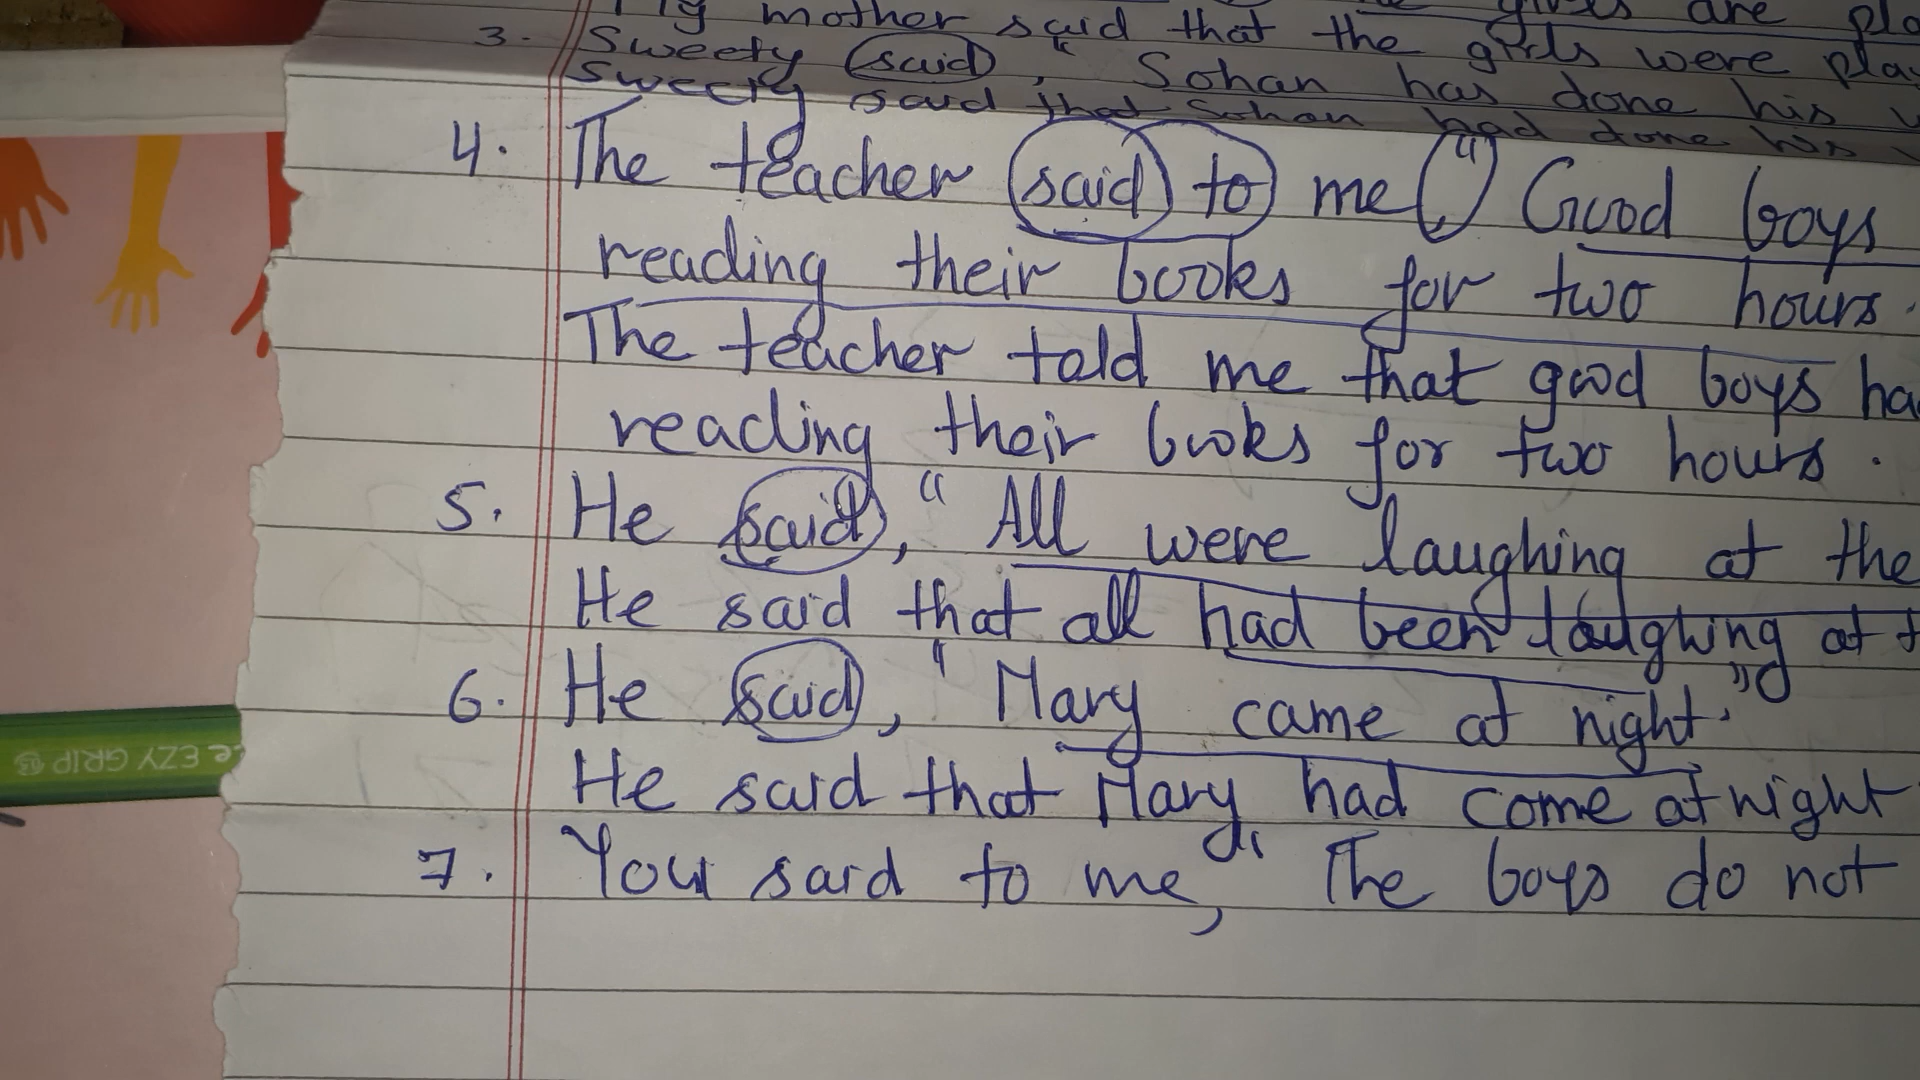 My mother said that the girls were pla
3. Sweety said, " Sohan has done his
Sweety said that Sohan had done his
4. The teacher said to me, " Good boys
reading their books for two hours.
The teacher told me that good boys ha
reading their books for two hours.
5. He said, " All were laughing at the
He said that all had been laughing at t
6. He said, " Mary came at night."
He said that Mary had come at night
7. You said to me, " The boys do not
EZY GRIP